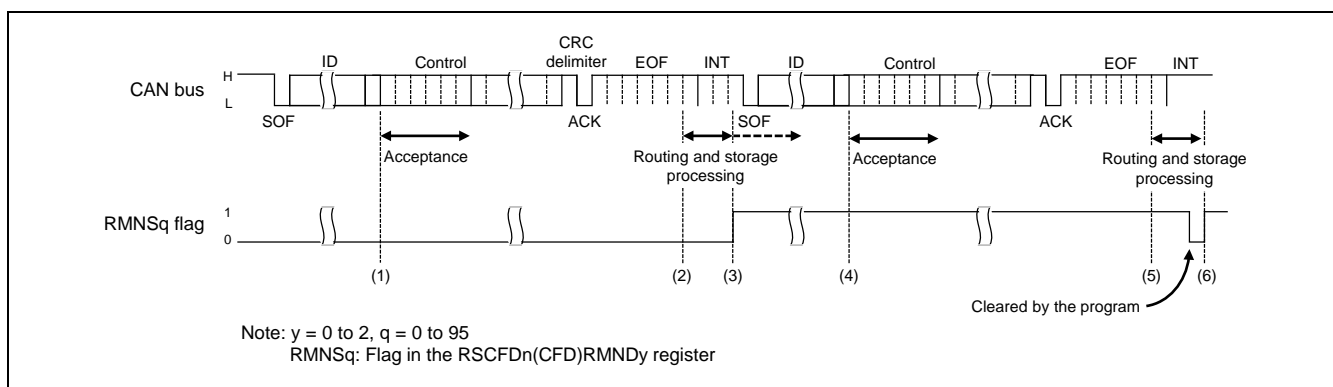 CRC
delimiter
ID Control EOF INT ID Control EOF INT
CAN bus H
L
SOF ACK SOF ACK
Acceptance Routing and storage
processing Acceptance Routing and storage
processing
RMNSq flag 1
0
(1) (2) (3) (4) (5) (6)
Cleared by the program
Note: y = 0 to 2, q = 0 to 95
RMNSq: Flag in the RSCFDn(CFD)RMNDy register